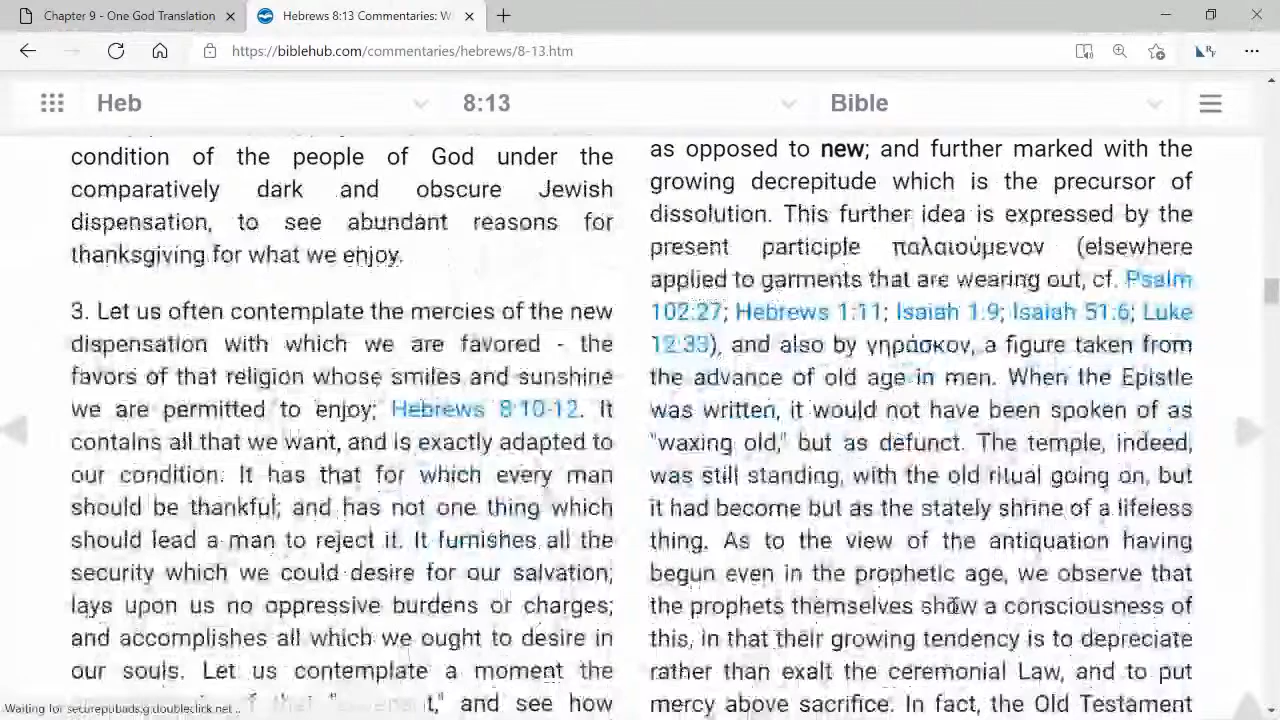 Chapter 9 - One God Translation
Hebrews 8:13 Commentaries: W
https://biblehub.com/commentaries/hebrews/8-13.htm
Heb
8:13
Bible
condition of the people of God under the
comparatively dark and obscure Jewish
dispensation, to see abundant reasons for
thanksgiving for what we enjoy.
3. Let us often contemplate the mercies of the new
dispensation with which we are favored - the
favors of that religion whose smiles and sunshine
we are permitted to enjoy; Hebrews 8:10-12. It
contains all that we want, and is exactly adapted to
our condition. It has that for which every man
should be thankful; and has not one thing which
should lead a man to reject it. It furnishes all the
security which we could desire for our salvation;
lays upon us no oppressive burdens or charges;
and accomplishes all which we ought to desire in
our souls. Let us contemplate a moment the
and see how
as opposed to new; and further marked with the
growing decrepitude which is the precursor of
dissolution. This further idea is expressed by the
present participle παλαιούμενον (elsewhere
applied to garments that are wearing out, cf. Psalm
102:27; Hebrews 1:11; Isaiah 1:9; Isaiah 51:6; Luke
12:33), and also by γηράσκον, a figure taken from
the advance of old age in men. When the Epistle
was written, it would not have been spoken of as
"waxing old," but as defunct. The temple, indeed,
was still standing, with the old ritual going on, but
it had become but as the stately shrine of a lifeless
thing. As to the view of the antiquation having
begun even in the prophetic age, we observe that
the prophets themselves show a consciousness of
this, in that their growing tendency is to depreciate
rather than exalt the ceremonial Law, and to put
mercy above sacrifice. In fact, the Old Testament
Waiting for securepubads.g.doubleclick.net...